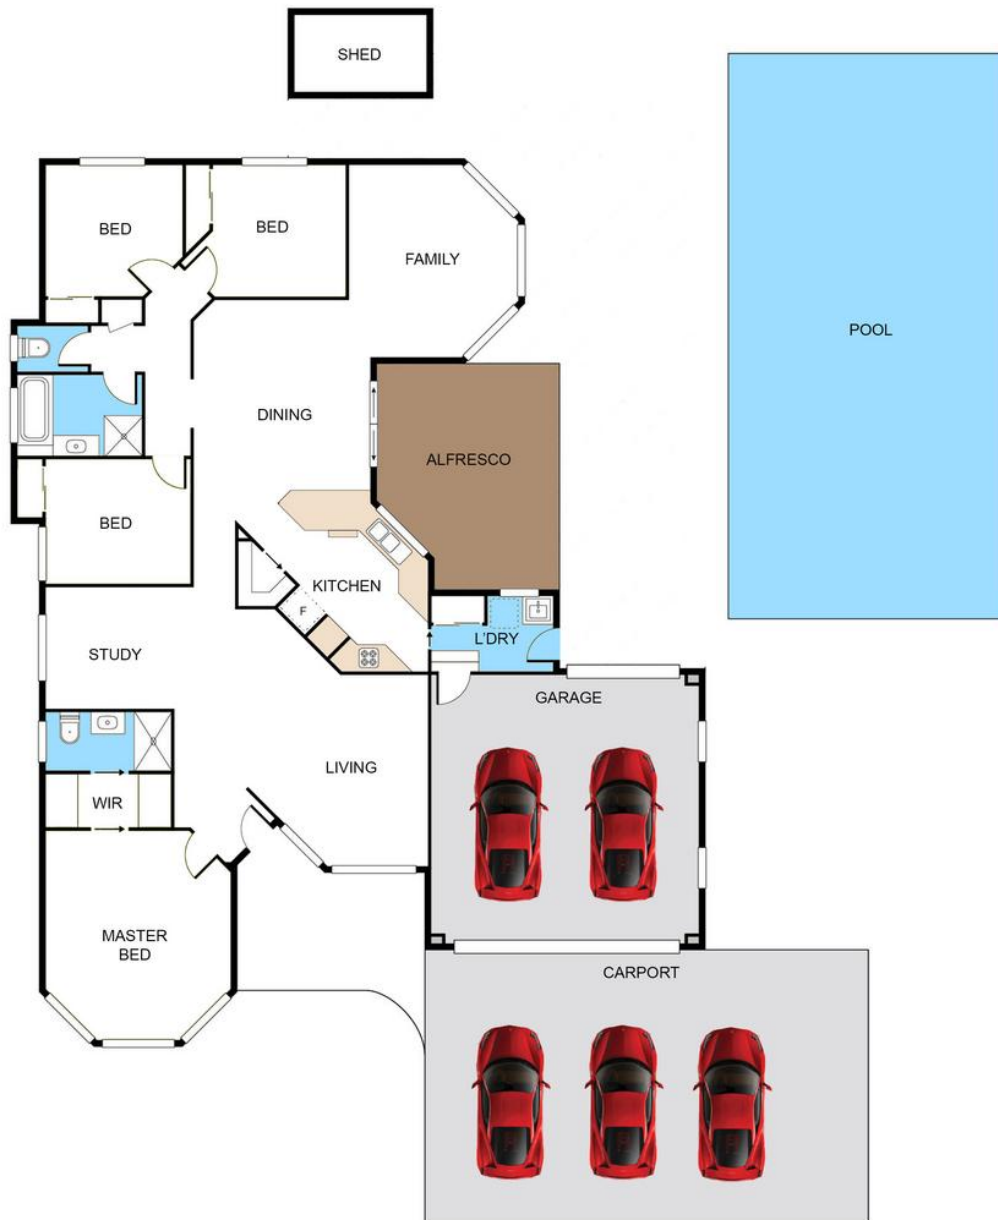 SHED
BED
BED
FAMILY
POOL
DINING
ALFRESCO
BED
KITCHEN
F
L'DRY
STUDY
GARAGE
LIVING
WIR
MASTER
BED
CARPORT